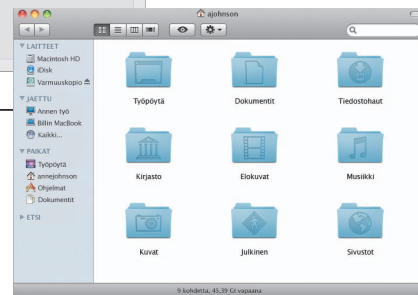 ajohnson
LAITTEET
Macintosh HD
iDisk
Varmuuskopio
JAETTU
Annen työ
Billin MacBook
Kaikki...
PAIKAT
Työpöytä
annejohnson
Ohjelmat
Dokumentit
ETSI
Työpöytä
Dokumentit
Tiedostohaut
Kirjasto
Elokuvat
Musiikki
Kuvat
Julkinen
Sivustot
9 kohdetta, 45,39 Gt vapaana